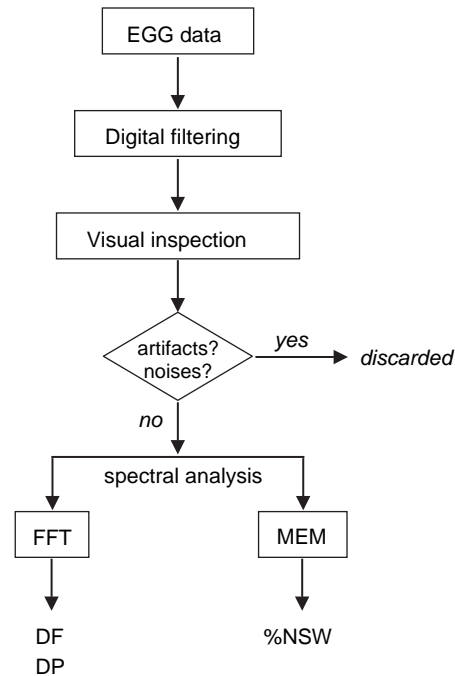 EGG data
Digital filtering
Visual inspection
artifacts?
noises?
yes
discarded
no
spectral analysis
FFT
MEM
DF
DP
%NSW